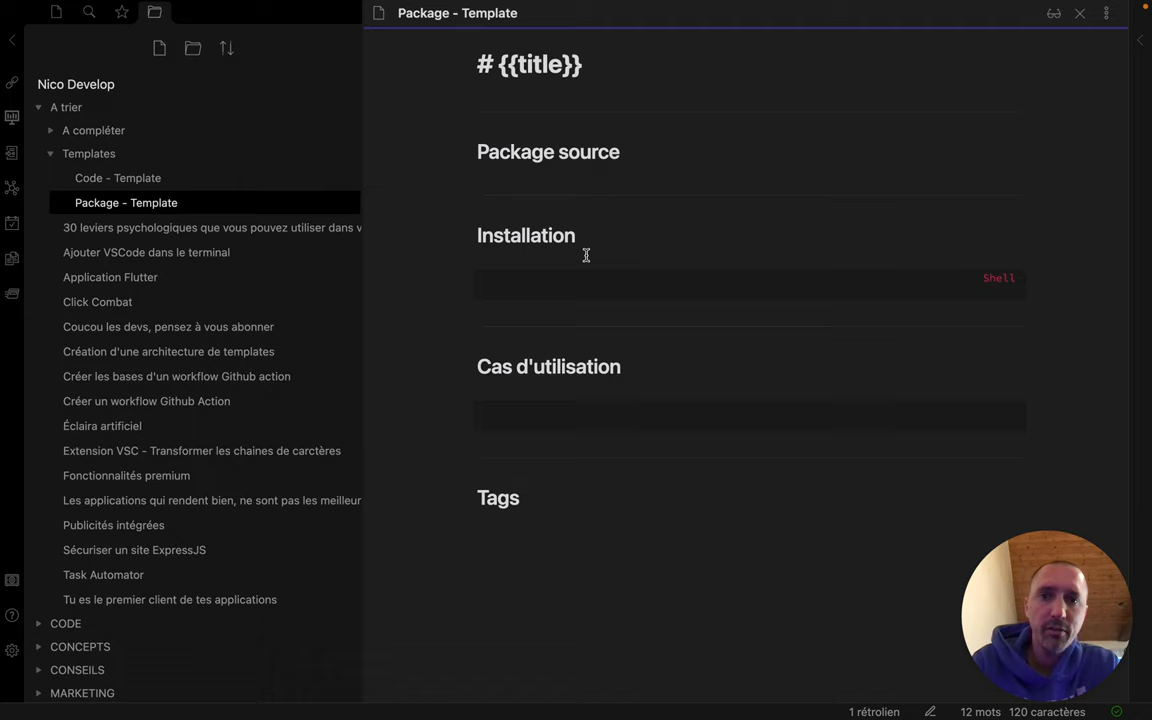 Package - Template
Nico Develop
A trier
A compléter
Templates
Code - Template
Package - Template
30 leviers psychologiques que vous pouvez utiliser dans v
Ajouter VSCode dans le terminal
Application Flutter
Click Combat
Coucou les devs, pensez à vous abonner
Création d'une architecture de templates
Créer les bases d'un workflow Github action
Créer un workflow Github Action
Éclaira artificiel
Extension VSC - Transformer les chaines de carctères
Fonctionnalités premium
Les applications qui rendent bien, ne sont pas les meilleur
Publicités intégrées
Sécuriser un site ExpressJS
Task Automator
Tu es le premier client de tes applications
CODE
CONCEPTS
CONSEILS
MARKETING
# {{title}}
Package source
Installation
Shell
Cas d'utilisation
Tags
1 rétrolien 12 mots 120 caractères